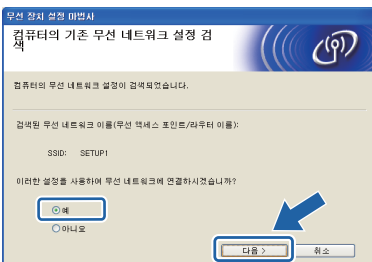 무선 장치 설정 마법사
컴퓨터의 기존 무선 네트워크 설정 검
색
컴퓨터의 무선 네트워크 설정이 검색되었습니다.
검색된 무선 네트워크 이름(무선 액세스 포인트/라우터 이름):
SSID: SETUP1
이러한 설정을 사용하여 무선 네트워크에 연결하시겠습니까?
예
아니요
다음 > 취소